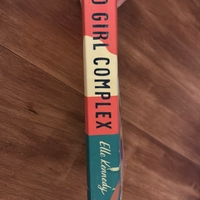 D GIRL COMPLEX
Elle Kennedy